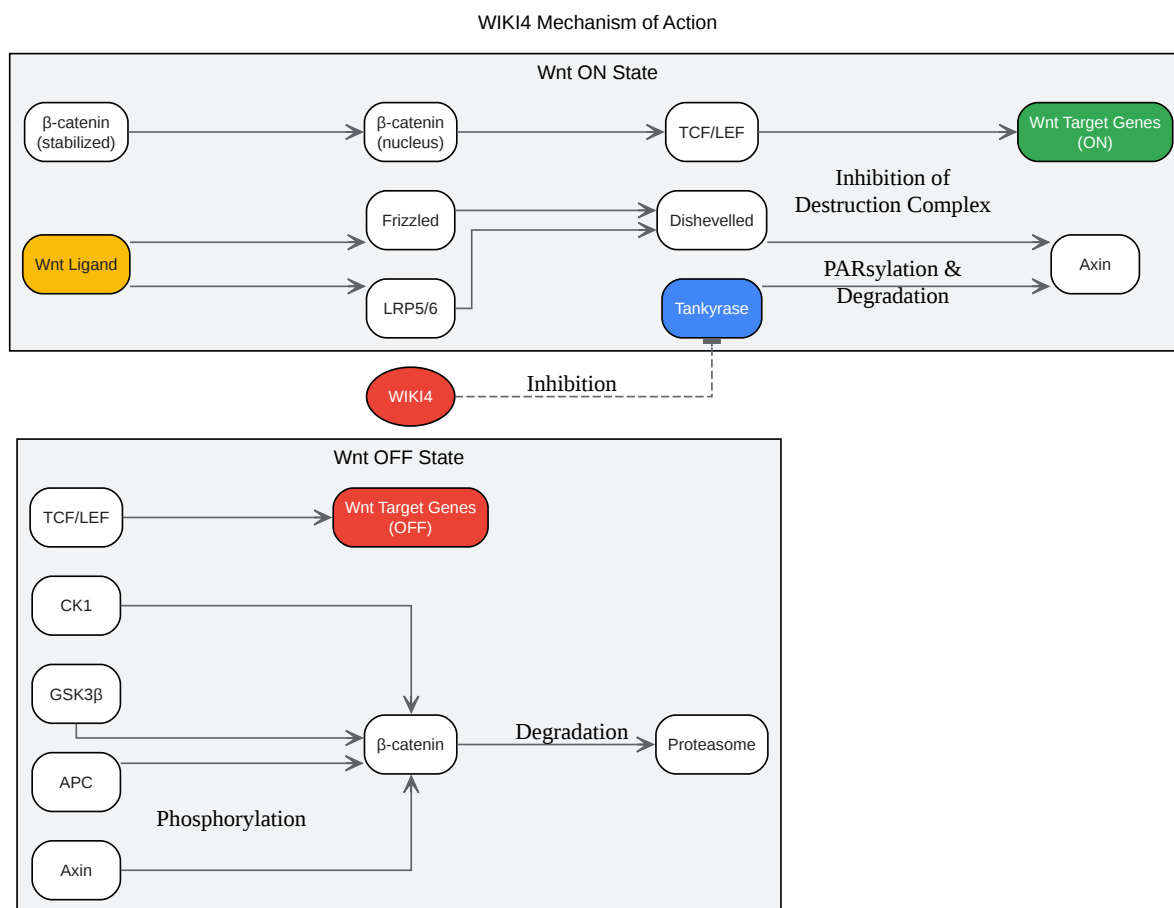 WIKI4 Mechanism of Action
Wnt ON State
β-catenin
(stabilized)
β-catenin
(nucleus)
TCF/LEF
Wnt Target Genes
(ON)
Inhibition of
Destruction Complex
Frizzled
Dishevelled
Wnt Ligand
Axin
PARsylation &
Degradation
LRP5/6
Tankyrase
WIKI4
Inhibition
Wnt OFF State
TCF/LEF
Wnt Target Genes
(OFF)
CK1
GSK3β
β-catenin
Degradation
Proteasome
APC
Phosphorylation
Axin